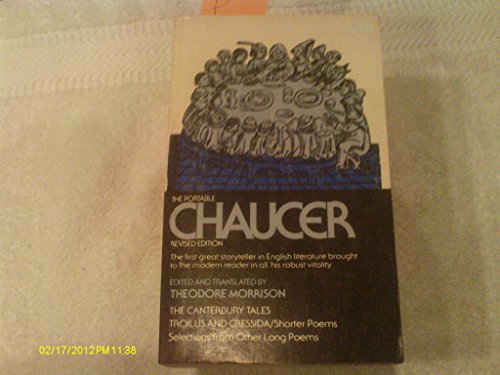 THE PORTABLE
CHAUCER
REVISED EDITION
The first great storyteller in English literature brought
to the modern reader in all his robust vitality
EDITED AND TRANSLATED BY
THEODORE MORRISON
THE CANTERBURY TALES
TROILUS AND CRESSIDA/Shorter Poems
Selections from Other Long Poems
02/17/2012 PM 11:38